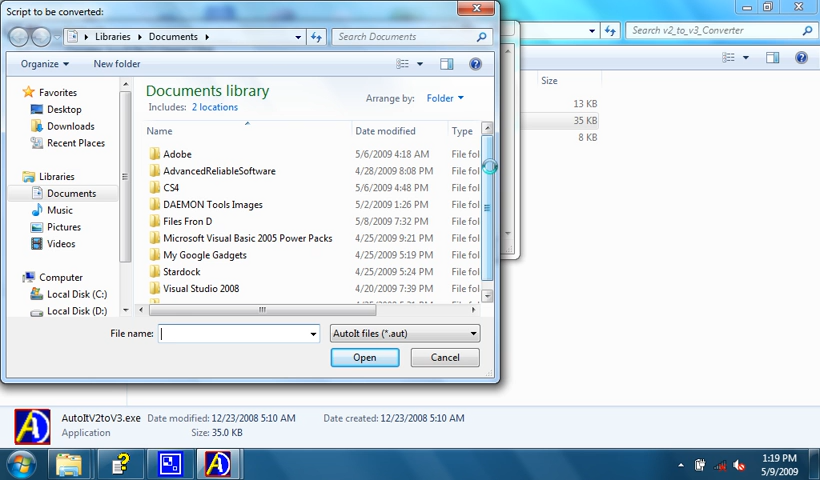 Script to be converted:
Libraries Documents
Search Documents
Search v2_to_v3_Converter
Organize New folder
Documents library
Includes: 2 locations
Arrange by: Folder
Name Date modified Type
Size
Favorites
Desktop
Downloads
Recent Places
Libraries
Documents
Music
Pictures
Videos
Computer
Local Disk (C:)
Local Disk (D:)
Adobe 5/6/2009 4:18 AM File fol
AdvancedReliableSoftware 4/28/2009 8:08 PM File fol
CS4 5/6/2009 4:48 PM File fol
DAEMON Tools Images 5/2/2009 1:26 PM File fol
Files Fron D 5/8/2009 7:32 PM File fol
Microsoft Visual Basic 2005 Power Packs 4/25/2009 9:21 PM File fol
My Google Gadgets 4/25/2009 5:19 PM File fol
Stardock 4/25/2009 5:24 PM File fol
Visual Studio 2008 4/20/2009 7:39 PM File fol
13 KB
35 KB
8 KB
File name:
AutoIt files (*.aut)
Open Cancel
AutoItV2toV3.exe Date modified: 12/23/2008 5:10 AM Date created: 12/23/2008 5:10 AM
Application Size: 35.0 KB
1:19 PM
5/9/2009